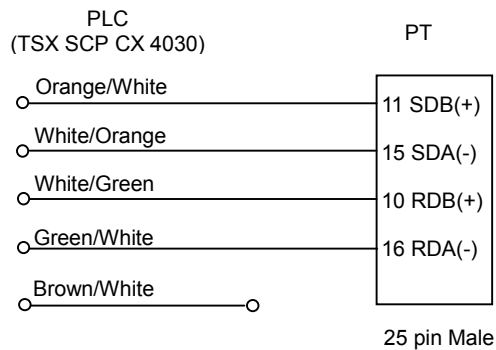 PLC
(TSX SCP CX 4030)
PT
Orange/White
11 SDB(+)
White/Orange
15 SDA(-)
White/Green
10 RDB(+)
Green/White
16 RDA(-)
Brown/White
25 pin Male